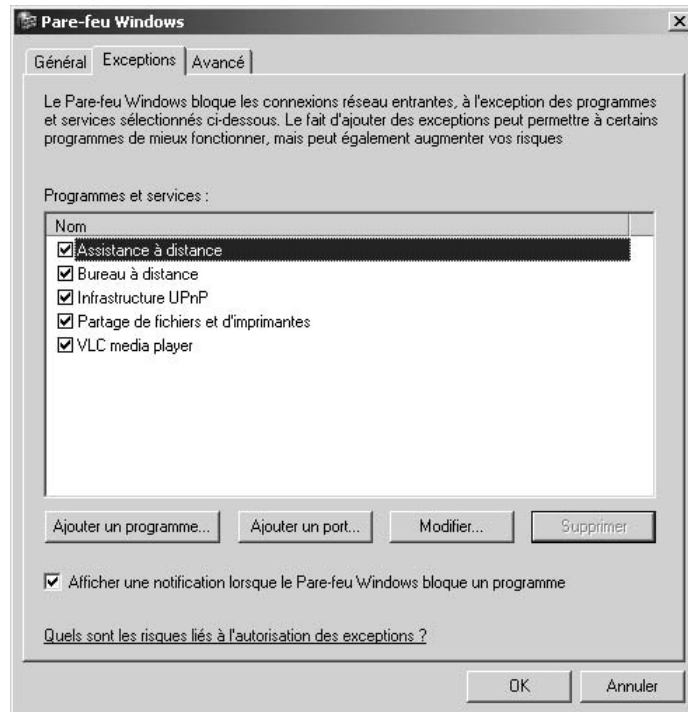 Pare-feu Windows
Général Exceptions Avancé
Le Pare-feu Windows bloque les connexions réseau entrantes, à l'exception des programmes
et services sélectionnés ci-dessous. Le fait d'ajouter des exceptions peut permettre à certains
programmes de mieux fonctionner, mais peut également augmenter vos risques
Programmes et services :
Nom
Assistance à distance
Bureau à distance
Infrastructure UPnP
Partage de fichiers et d'imprimantes
VLC media player
Ajouter un programme... Ajouter un port... Modifier... Supprimer
Afficher une notification lorsque le Pare-feu Windows bloque un programme
Quels sont les risques liés à l'autorisation des exceptions ?
OK Annuler